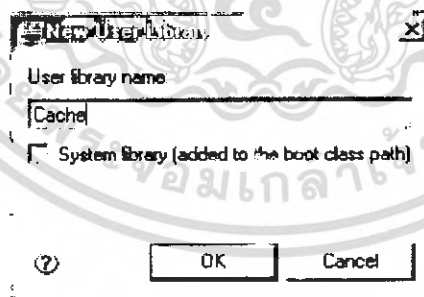 New User Library
User library name:
Cache
System library (added to the boot class path)
OK
Cancel